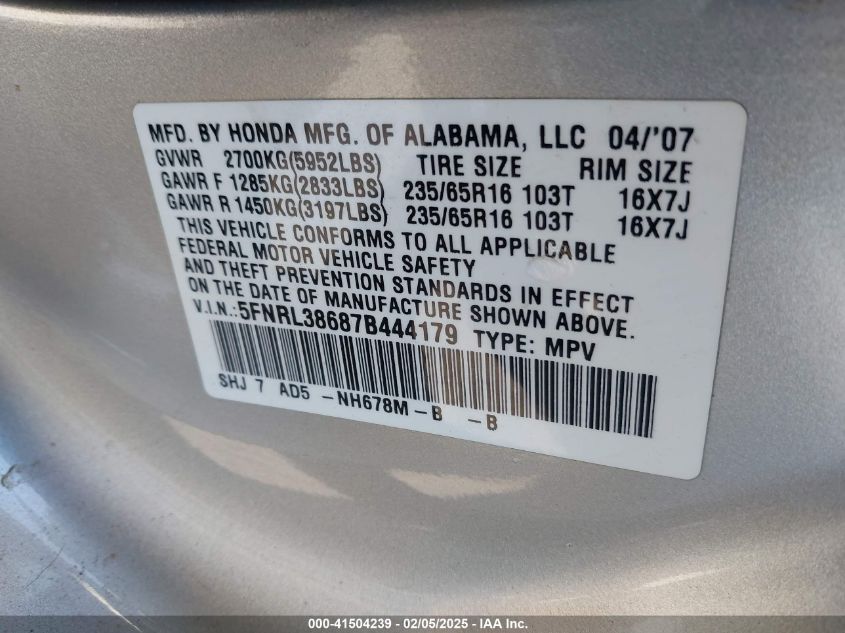 MFD. BY HONDA MFG. OF ALABAMA, LLC 04/'07
GVWR 2700KG(5952LBS) TIRE SIZE RIM SIZE
GAWR F 1285KG(2833LBS) 235/65R16 103T 16X7J
GAWR R 1450KG(3197LBS) 235/65R16 103T 16X7J
THIS VEHICLE CONFORMS TO ALL APPLICABLE
FEDERAL MOTOR VEHICLE SAFETY
AND THEFT PREVENTION STANDARDS IN EFFECT
ON THE DATE OF MANUFACTURE SHOWN ABOVE.
V.I.N.:5FNRL38687B444179 TYPE: MPV
SHJ 7 AD5 -NH678M-B -B
000-41504239 - 02/05/2025 - IAA Inc.